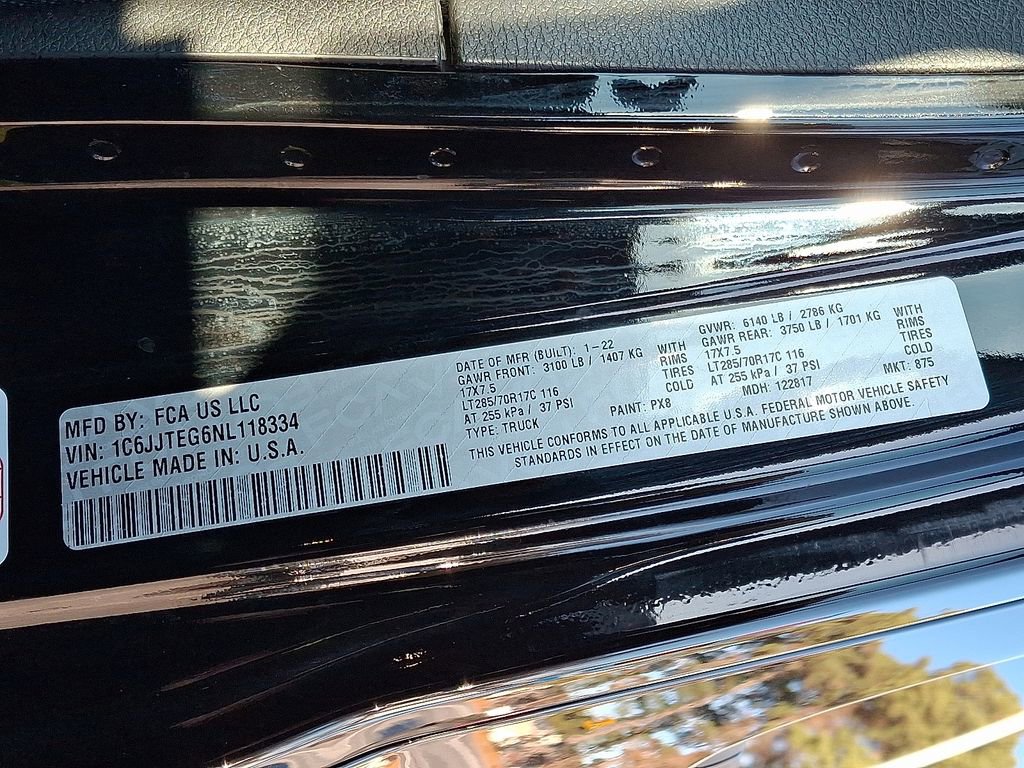 MFD BY: FCA US LLC
VIN: 1C6JJTEG6NL118334
VEHICLE MADE IN: U.S.A.
DATE OF MFR (BUILT): 1-22
GAWR FRONT: 3100 LB / 1407 KG WITH
17X7.5 RIMS
LT285/70R17C 116 TIRES
AT 255 kPa / 37 PSI COLD
TYPE: TRUCK PAINT: PX8
GVWR: 6140 LB / 2786 KG
GAWR REAR: 3750 LB / 1701 KG WITH
17X7.5 RIMS
LT285/70R17C 116 TIRES
AT 255 kPa / 37 PSI COLD
MDH: 122817 MKT: 875
THIS VEHICLE CONFORMS TO ALL APPLICABLE U.S.A. FEDERAL MOTOR VEHICLE SAFETY
STANDARDS IN EFFECT ON THE DATE OF MANUFACTURE SHOWN ABOVE.